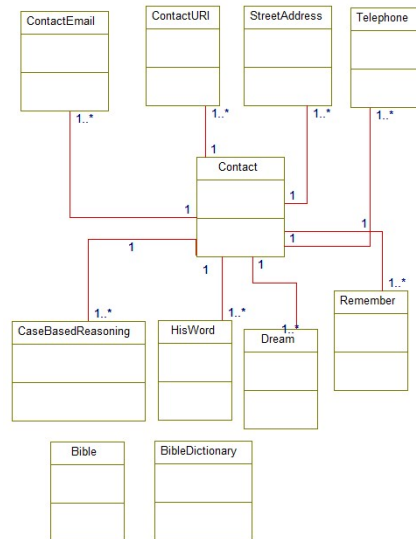 ContactEmail
ContactURI
StreetAddress
Telephone
1..*
1..*
1..*
1..*
1
Contact
1
1
1
1
1
1
1
1..*
1..*
1..*
1..*
CaseBasedReasoning
HisWord
Dream
Remember
Bible
BibleDictionary